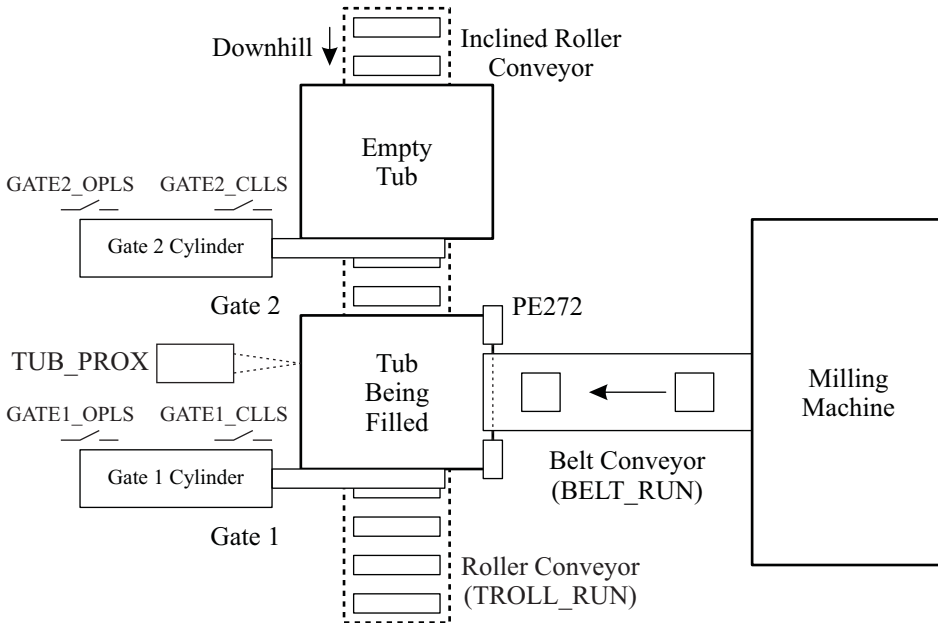 Downhill
Inclined Roller
Conveyor
Empty
Tub
GATE2_OPLS
GATE2_CLLS
Gate 2 Cylinder
Gate 2
PE272
TUB_PROX
Tub
Being
Filled
Milling
Machine
GATE1_OPLS
GATE1_CLLS
Gate 1 Cylinder
Belt Conveyor
(BELT_RUN)
Gate 1
Roller Conveyor
(TROLL_RUN)